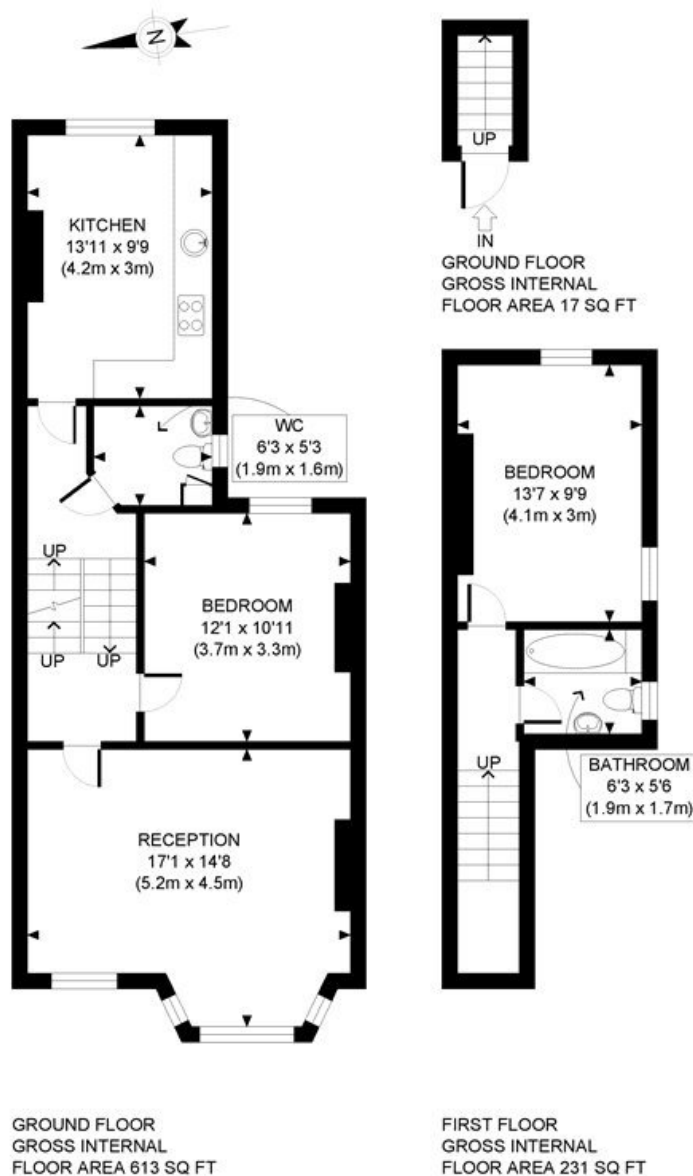 N
KITCHEN
13'11 x 9'9
(4.2m x 3m)
WC
6'3 x 5'3
(1.9m x 1.6m)
UP
UP
UP
BEDROOM
12'1 x 10'11
(3.7m x 3.3m)
RECEPTION
17'1 x 14'8
(5.2m x 4.5m)
GROUND FLOOR
GROSS INTERNAL
FLOOR AREA 613 SQ FT
UP
IN
GROUND FLOOR
GROSS INTERNAL
FLOOR AREA 17 SQ FT
BEDROOM
13'7 x 9'9
(4.1m x 3m)
UP
BATHROOM
6'3 x 5'6
(1.9m x 1.7m)
FIRST FLOOR
GROSS INTERNAL
FLOOR AREA 231 SQ FT